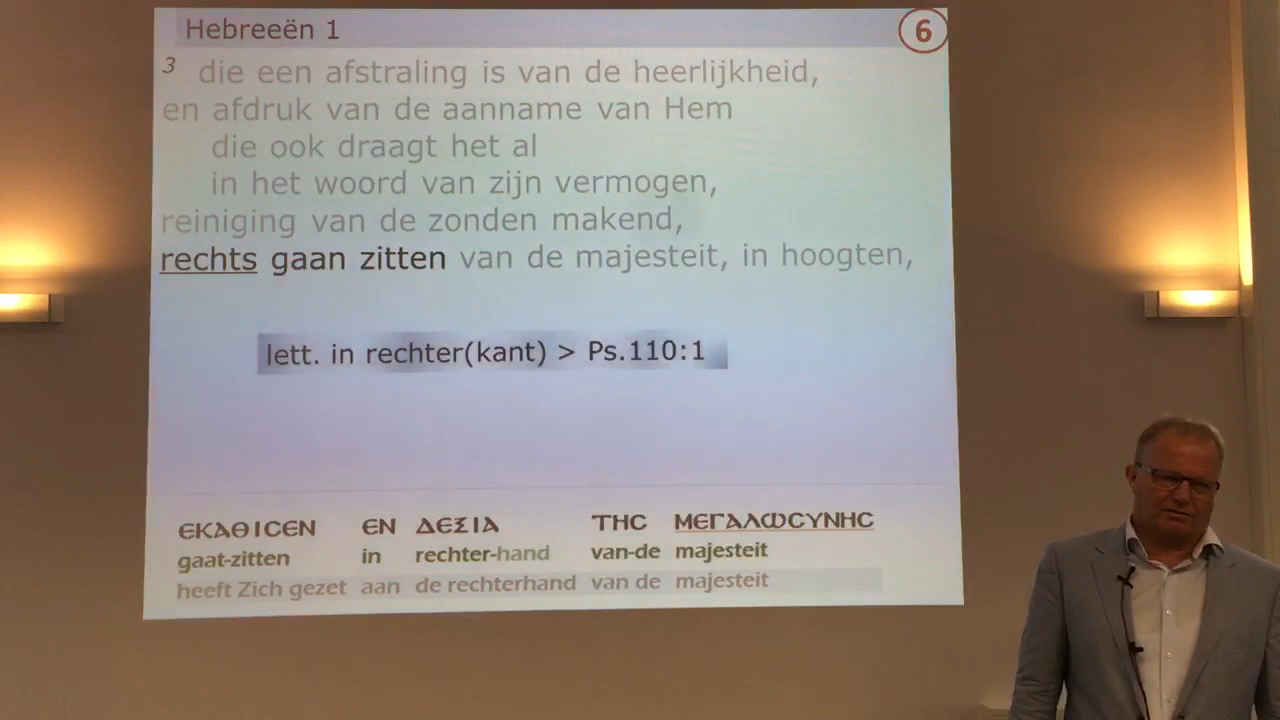 Hebreeën 1
6
3 die een afstraling is van de heerlijkheid,
en afdruk van de aanname van Hem
die ook draagt het al
in het woord van zijn vermogen,
reiniging van de zonden makend,
rechts gaan zitten van de majesteit, in hoogten,
lett. in rechter(kant) > Ps.110:1
ΕΚΑΘΙϹΕΝ ΕΝ ΔΕΞΙΑ ΤΗϹ ΜΕΓΑΛΩϹΥΝΗϹ
gaat-zitten in rechter-hand van-de majesteit
heeft Zich gezet aan de rechterhand van de majesteit